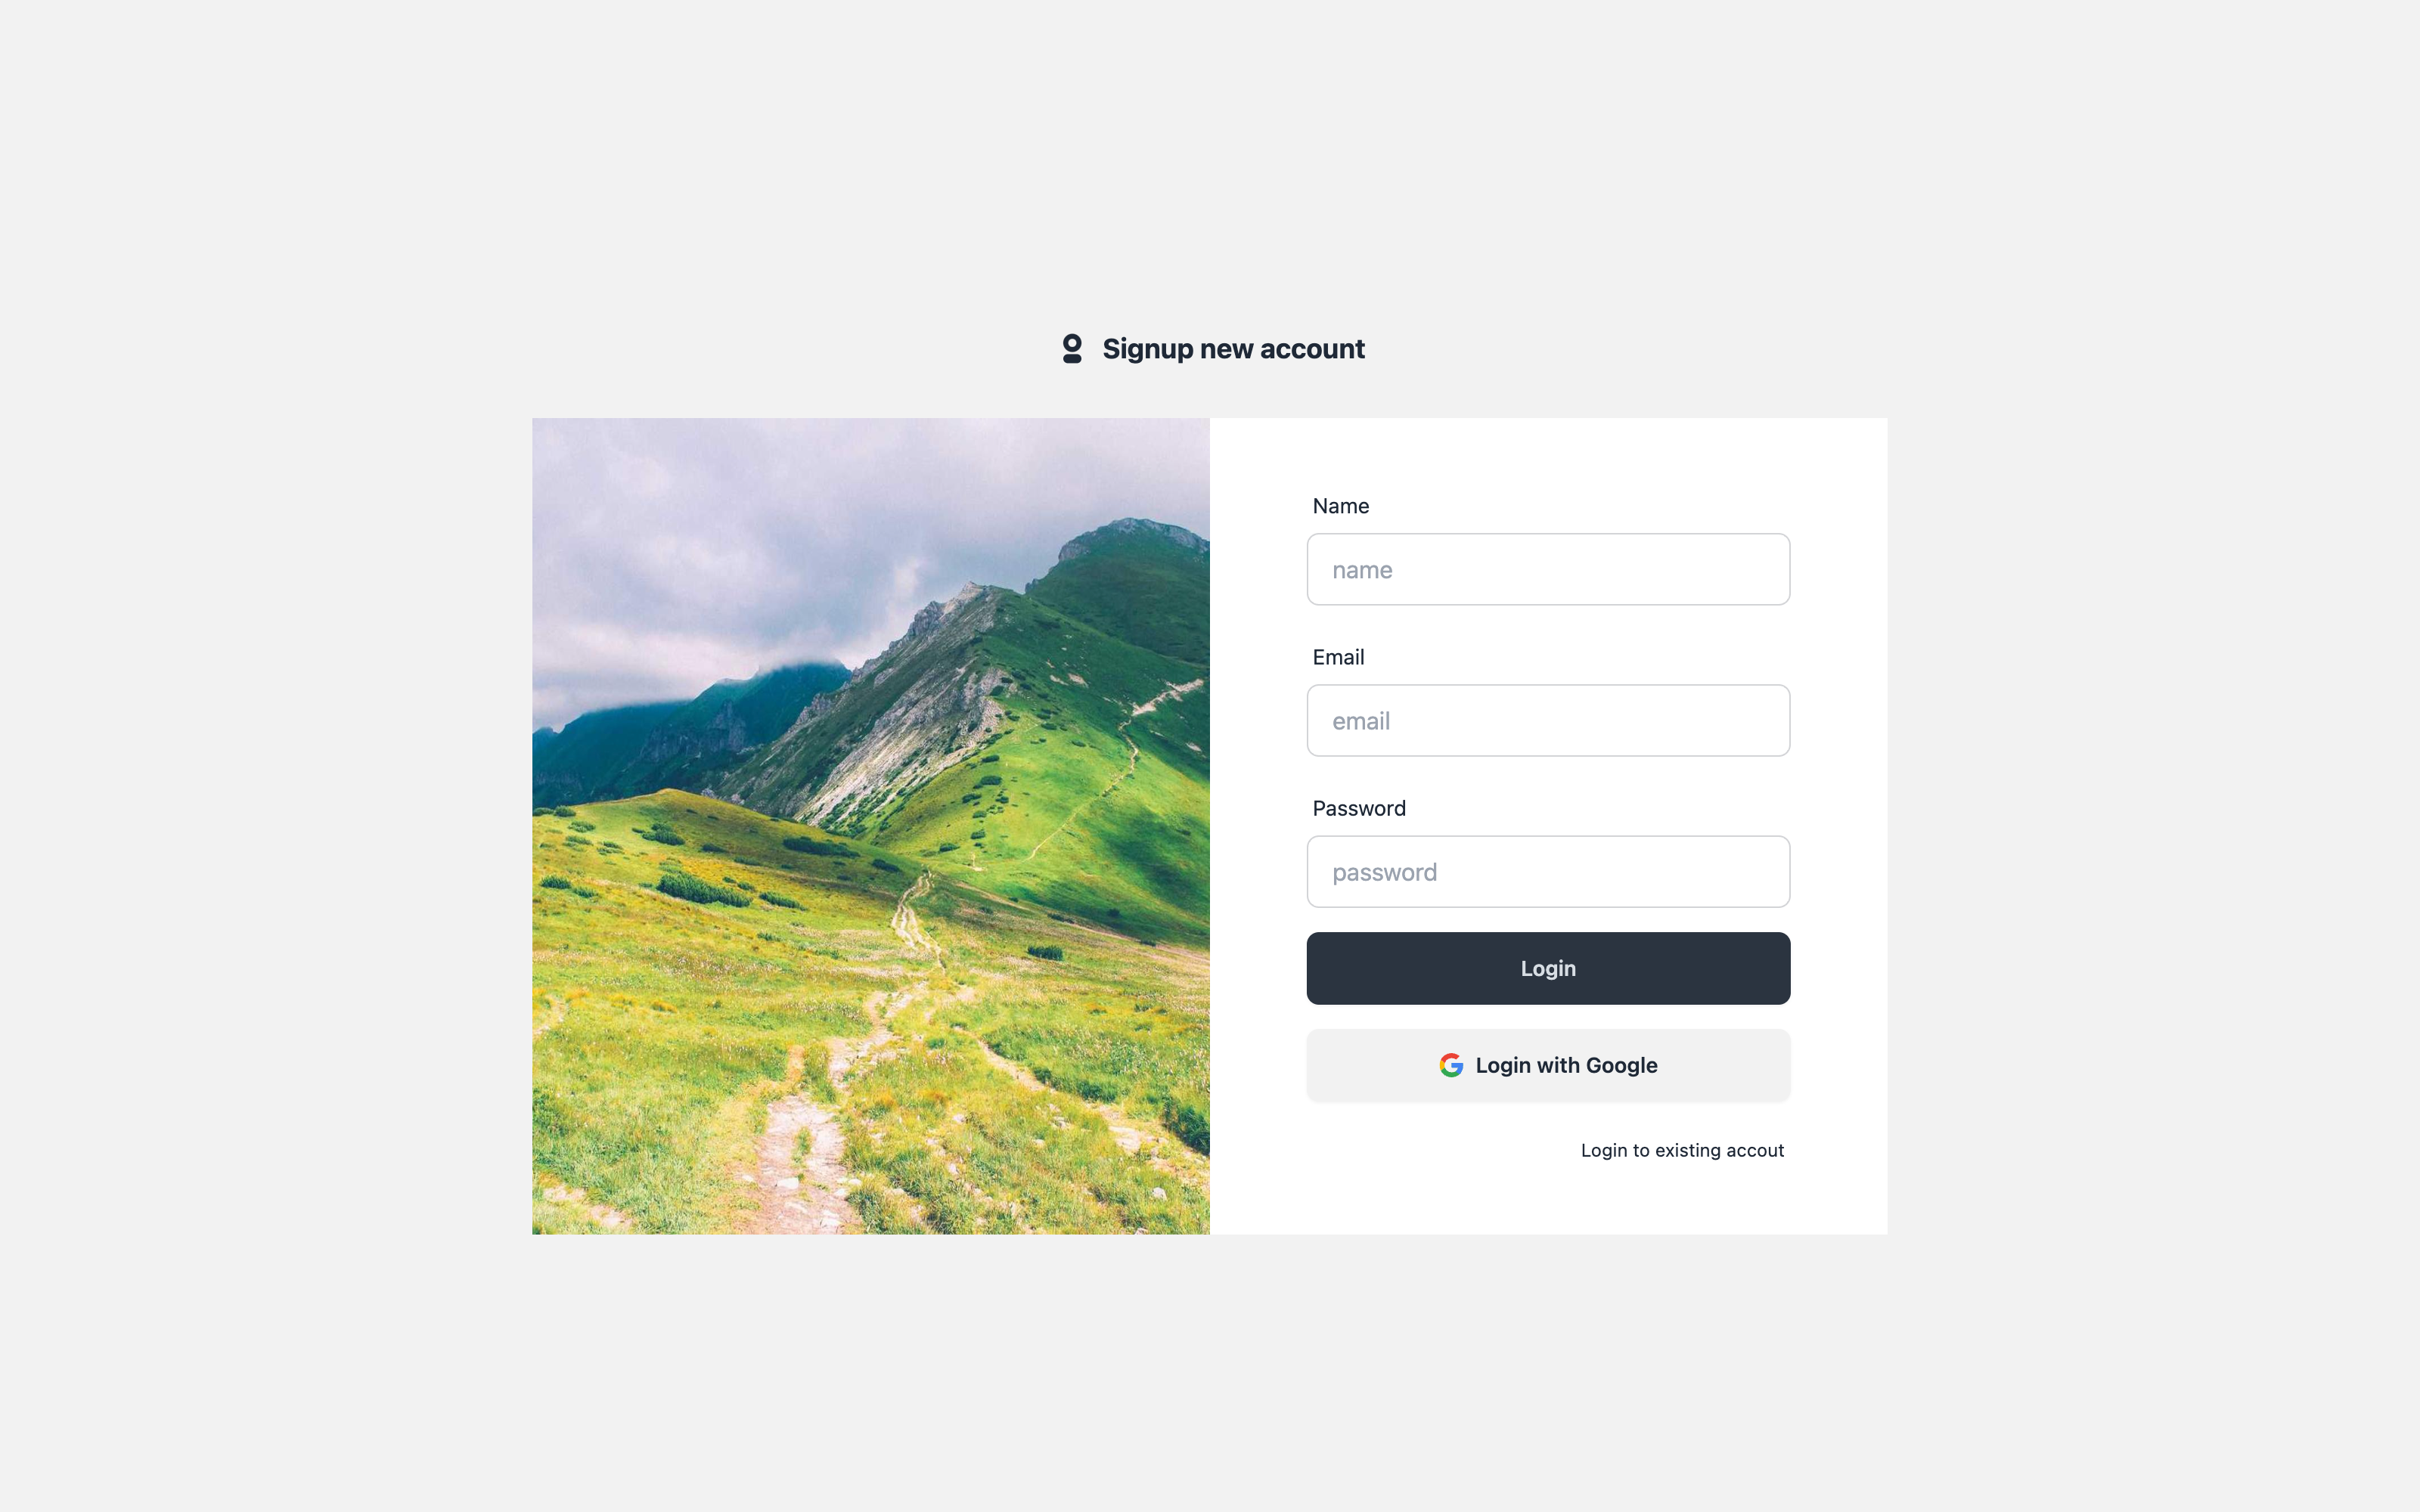 Signup new account
Name
name
Email
email
Password
password
Login
Login with Google
Login to existing accout